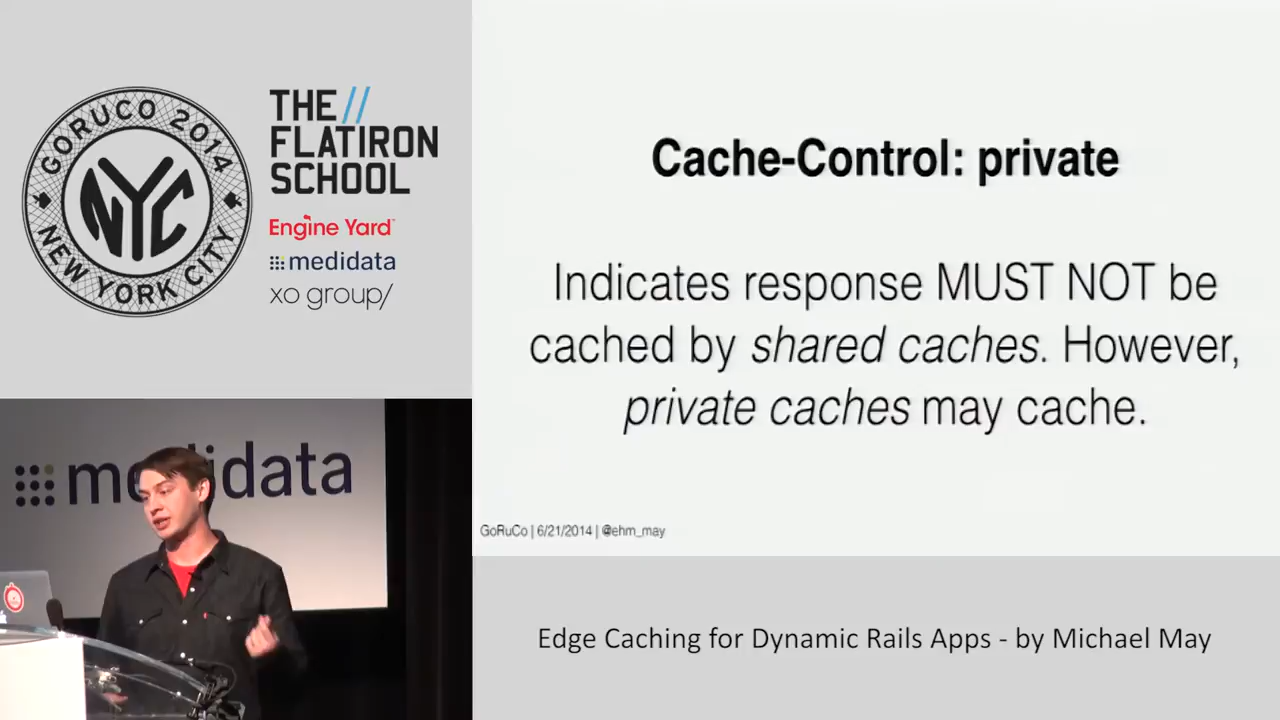 GORUCO 2014
NYC
NEW YORK CITY
THE //
FLATIRON
SCHOOL
Engine Yard
medidata
xo group/
Cache-Control: private
Indicates response MUST NOT be
cached by shared caches. However,
private caches may cache.
GoRuCo | 6/21/2014 | @ehm_may
medidata
Edge Caching for Dynamic Rails Apps - by Michael May